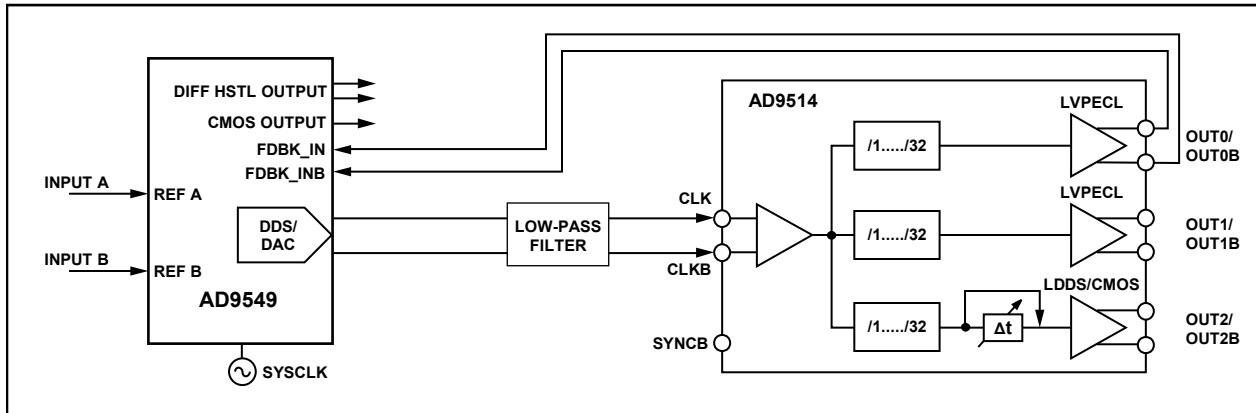 DIFF HSTL OUTPUT
CMOS OUTPUT
FDBK_IN
FDBK_INB
INPUT A
REF A
DDS/
DAC
INPUT B
REF B
AD9549
SYSCLK
LOW-PASS
FILTER
CLK
CLKB
SYNCB
AD9514
/1...../32
LVPECL
OUT0/
OUT0B
/1...../32
LVPECL
OUT1/
OUT1B
/1...../32
Δt
LDDS/CMOS
OUT2/
OUT2B